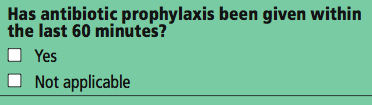 Has antibiotic prophylaxis been given within
the last 60 minutes?
Yes
Not applicable